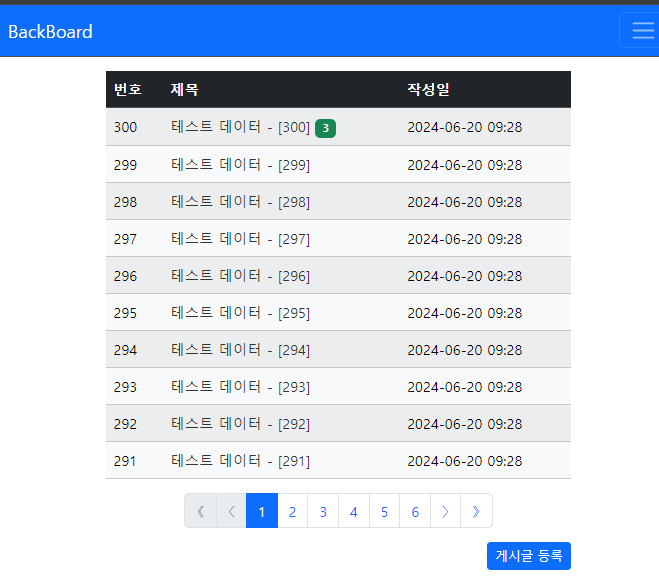 BackBoard
번호 제목 작성일
300 테스트 데이터 - [300] 3 2024-06-20 09:28
299 테스트 데이터 - [299] 2024-06-20 09:28
298 테스트 데이터 - [298] 2024-06-20 09:28
297 테스트 데이터 - [297] 2024-06-20 09:28
296 테스트 데이터 - [296] 2024-06-20 09:28
295 테스트 데이터 - [295] 2024-06-20 09:28
294 테스트 데이터 - [294] 2024-06-20 09:28
293 테스트 데이터 - [293] 2024-06-20 09:28
292 테스트 데이터 - [292] 2024-06-20 09:28
291 테스트 데이터 - [291] 2024-06-20 09:28
《 〈 1 2 3 4 5 6 〉 》
게시글 등록